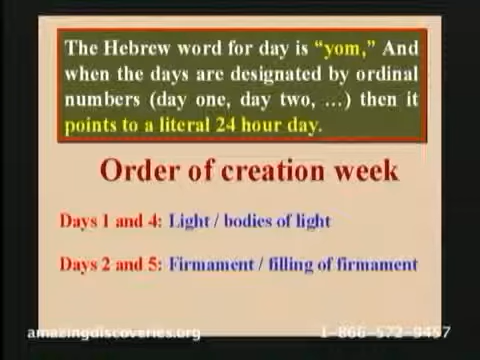 The Hebrew word for day is “yom,” And
when the days are designated by ordinal
numbers (day one, day two, …) then it
points to a literal 24 hour day.
Order of creation week
Days 1 and 4: Light / bodies of light
Days 2 and 5: Firmament / filling of firmament
amazingdiscoveries.org 1-866-572-9457